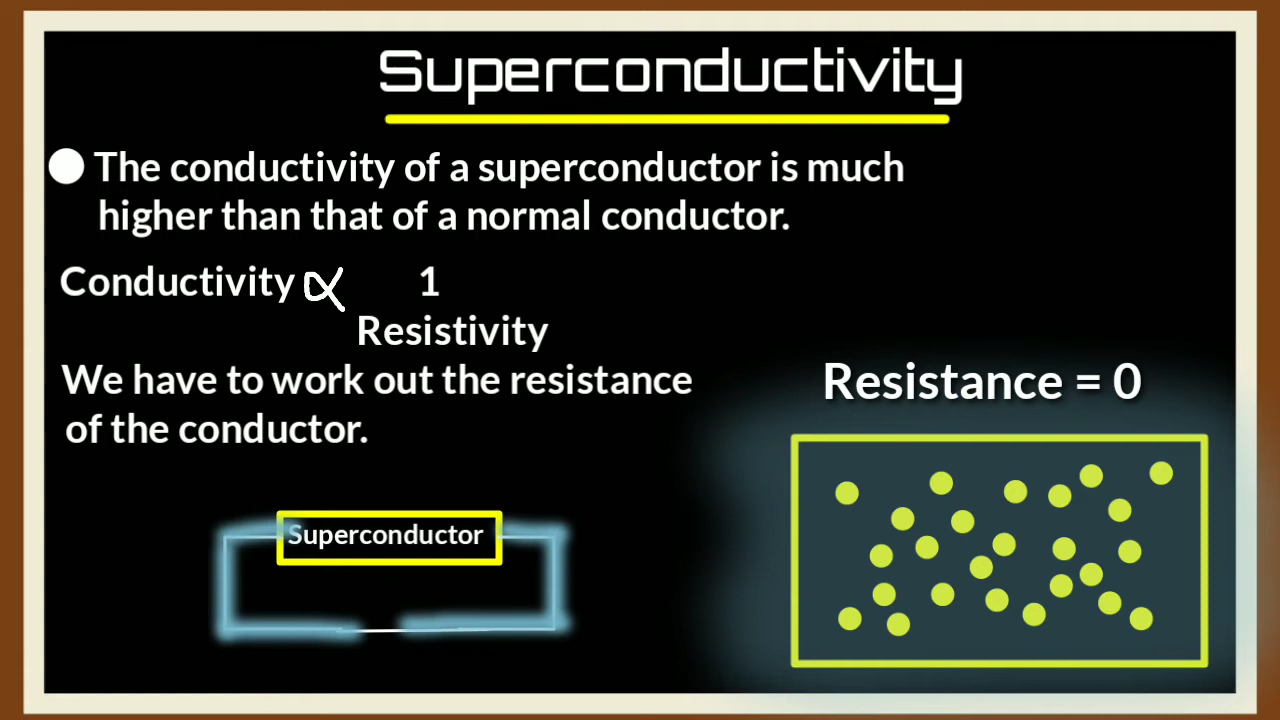 Superconductivity
The conductivity of a superconductor is much
higher than that of a normal conductor.
Conductivity ∝ 1
Resistivity
We have to work out the resistance
of the conductor.
Resistance = 0
Superconductor